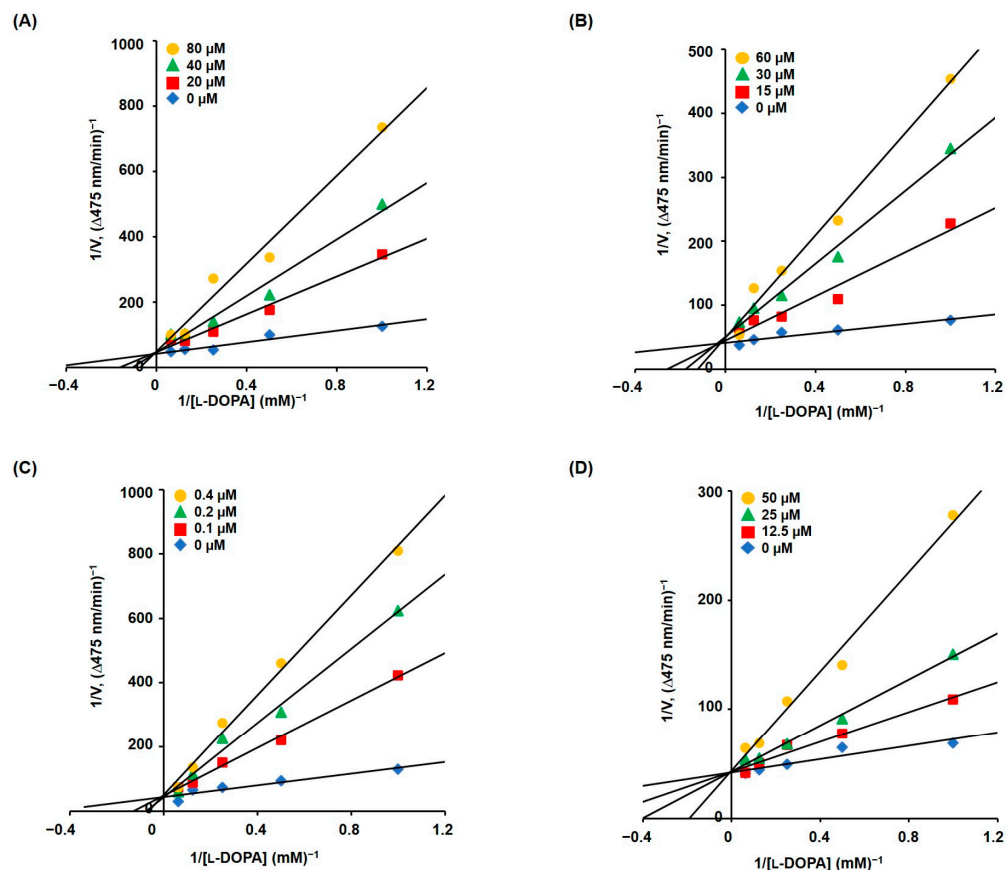 (A)
1000
80 µM
40 µM
20 µM
0 µM
800
600
400
200
0
1/V, (Δ475 nm/min)⁻¹
−0.4 0 0.4 0.8 1.2
1/[L-DOPA] (mM)⁻¹
(B)
500
60 µM
30 µM
15 µM
0 µM
400
300
200
100
0
1/V, (Δ475 nm/min)⁻¹
−0.4 0 0.4 0.8 1.2
1/[L-DOPA] (mM)⁻¹
(C)
1000
0.4 µM
0.2 µM
0.1 µM
0 µM
800
600
400
200
0
1/V, (Δ475 nm/min)⁻¹
0 0.4 0.8 1.2
−0.4
1/[L-DOPA] (mM)⁻¹
(D)
300
50 µM
25 µM
12.5 µM
0 µM
200
100
0
1/V, (Δ475 nm/min)⁻¹
−0.4 0 0.4 0.8 1.2
1/[L-DOPA] (mM)⁻¹